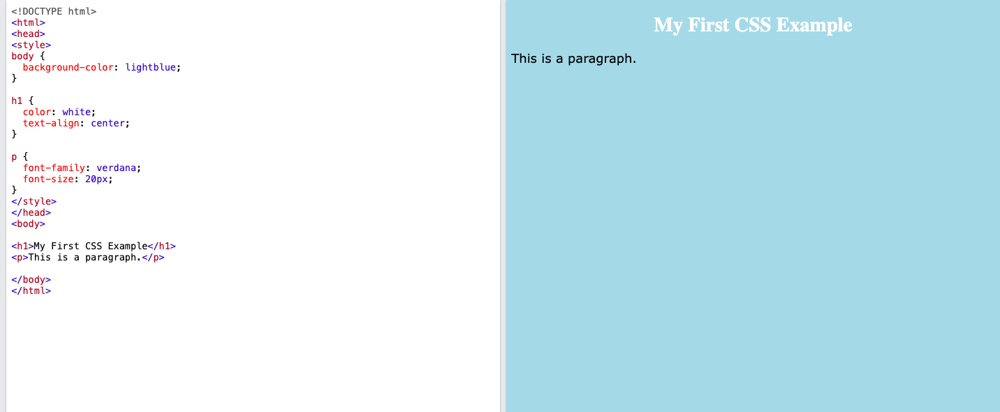 <!DOCTYPE html>
<html>
<head>
<style>
body {
  background-color: lightblue;
}

h1 {
  color: white;
  text-align: center;
}

p {
  font-family: verdana;
  font-size: 20px;
}
</style>
</head>
<body>

<h1>My First CSS Example</h1>
<p>This is a paragraph.</p>

</body>
</html>
My First CSS Example
This is a paragraph.